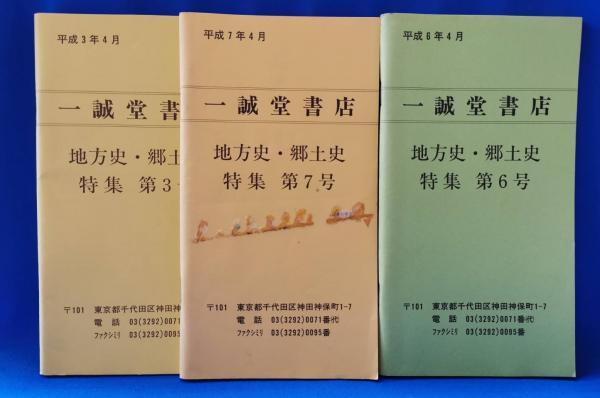 平成3年4月
一誠堂書
地方史・郷土
特集 第3
〒101 東京都千代田区神田神
電話 03(3292)0071
ファクシミリ 03(3292)0095
平成7年4月
一誠堂書店
地方史・郷土史
特集 第7号
〒101 東京都千代田区神田神保町1-7
電話 03(3292)0071番㈹
ファクシミリ 03(3292)0095番
平成6年4月
一誠堂書店
地方史・郷土史
特集 第6号
〒101 東京都千代田区神田神保町1-7
電話 03(3292)0071番㈹
ファクシミリ 03(3292)0095番